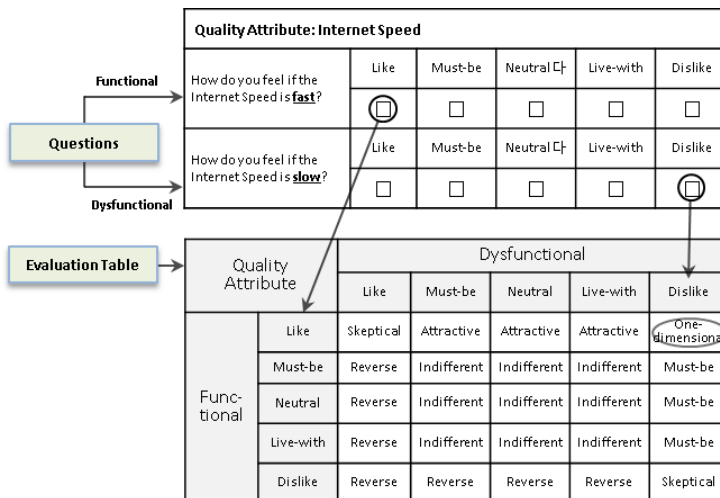 Quality Attribute: Internet Speed
Functional
How do you feel if the
Internet Speed is fast?
Like Must-be Neutral 다 Live-with Dislike
Questions
How do you feel if the
Internet Speed is slow?
Like Must-be Neutral 다 Live-with Dislike
Dysfunctional
Evaluation Table
Quality
Attribute
Dysfunctional
Like Must-be Neutral Live-with Dislike
Func-
tional
Like Skeptical Attractive Attractive Attractive One-
dimensional
Must-be Reverse Indifferent Indifferent Indifferent Must-be
Neutral Reverse Indifferent Indifferent Indifferent Must-be
Live-with Reverse Indifferent Indifferent Indifferent Must-be
Dislike Reverse Reverse Reverse Reverse Skeptical